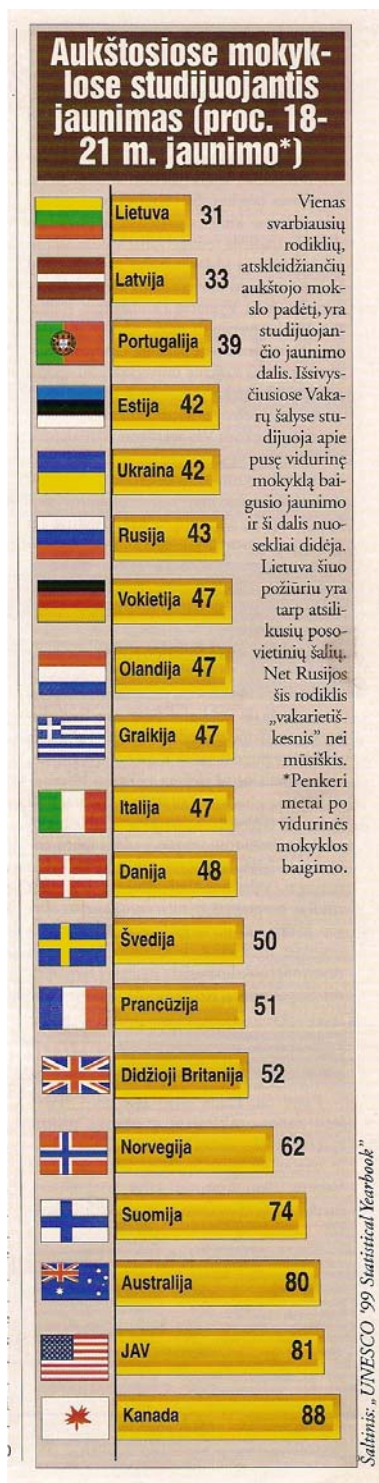 Aukštosiose mokyk-
lose studijuojantis
jaunimas (proc. 18-
21 m. jaunimo*)
Lietuva 31
Latvija 33
Portugalija 39
Estija 42
Ukraina 42
Rusija 43
Vokietija 47
Olandija 47
Graikija 47
Italija 47
Danija 48
Švedija 50
Prancūzija 51
Didžioji Britanija 52
Norvegija 62
Suomija 74
Australija 80
JAV 81
Kanada 88
Vienas
svarbiausių
rodiklių,
atskleidžiančių
aukštojo mok-
slo padėtį, yra
studijuojan-
čio jaunimo
dalis. Išsivys-
čiusiose Vaka-
rų šalyse stu-
dijuoja apie
pusę vidurinę
mokyklą bai-
gusio jaunimo
ir ši dalis nuo-
sekliai didėja.
Lietuva šiuo
požiūriu yra
tarp atsili-
kusių poso-
vietinių šalių.
Net Rusijos
šis rodiklis
„vakarietiš-
kesnis” nei
mūsiškis.
*Penkeri
metai po
vidurinės
mokyklos
baigimo.
Šaltinis: „UNESCO '99 Statistical Yearbook”